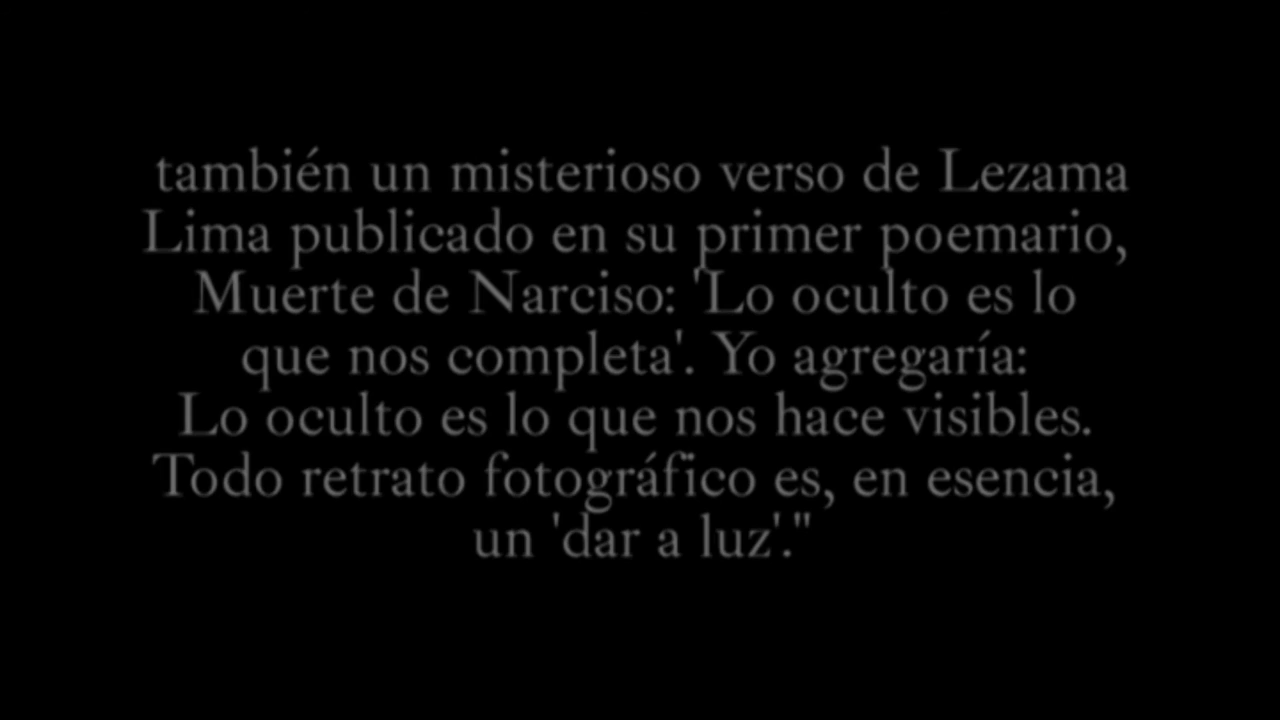 también un misterioso verso de Lezama
Lima publicado en su primer poemario,
Muerte de Narciso: 'Lo oculto es lo
que nos completa'. Yo agregaría:
Lo oculto es lo que nos hace visibles.
Todo retrato fotográfico es, en esencia,
un 'dar a luz'."